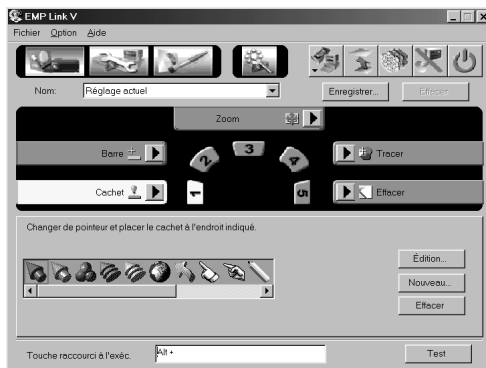 EMP Link V
Fichier Option Aide
Nom: Réglage actuel Enregistrer... Effacer
Zoom
2 3 4
Barre Tracer
Cachet 1 5 Effacer
Changer de pointeur et placer le cachet à l'endroit indiqué.
Édition...
Nouveau...
Effacer
Touche raccourci à l'exéc. Alt + Test